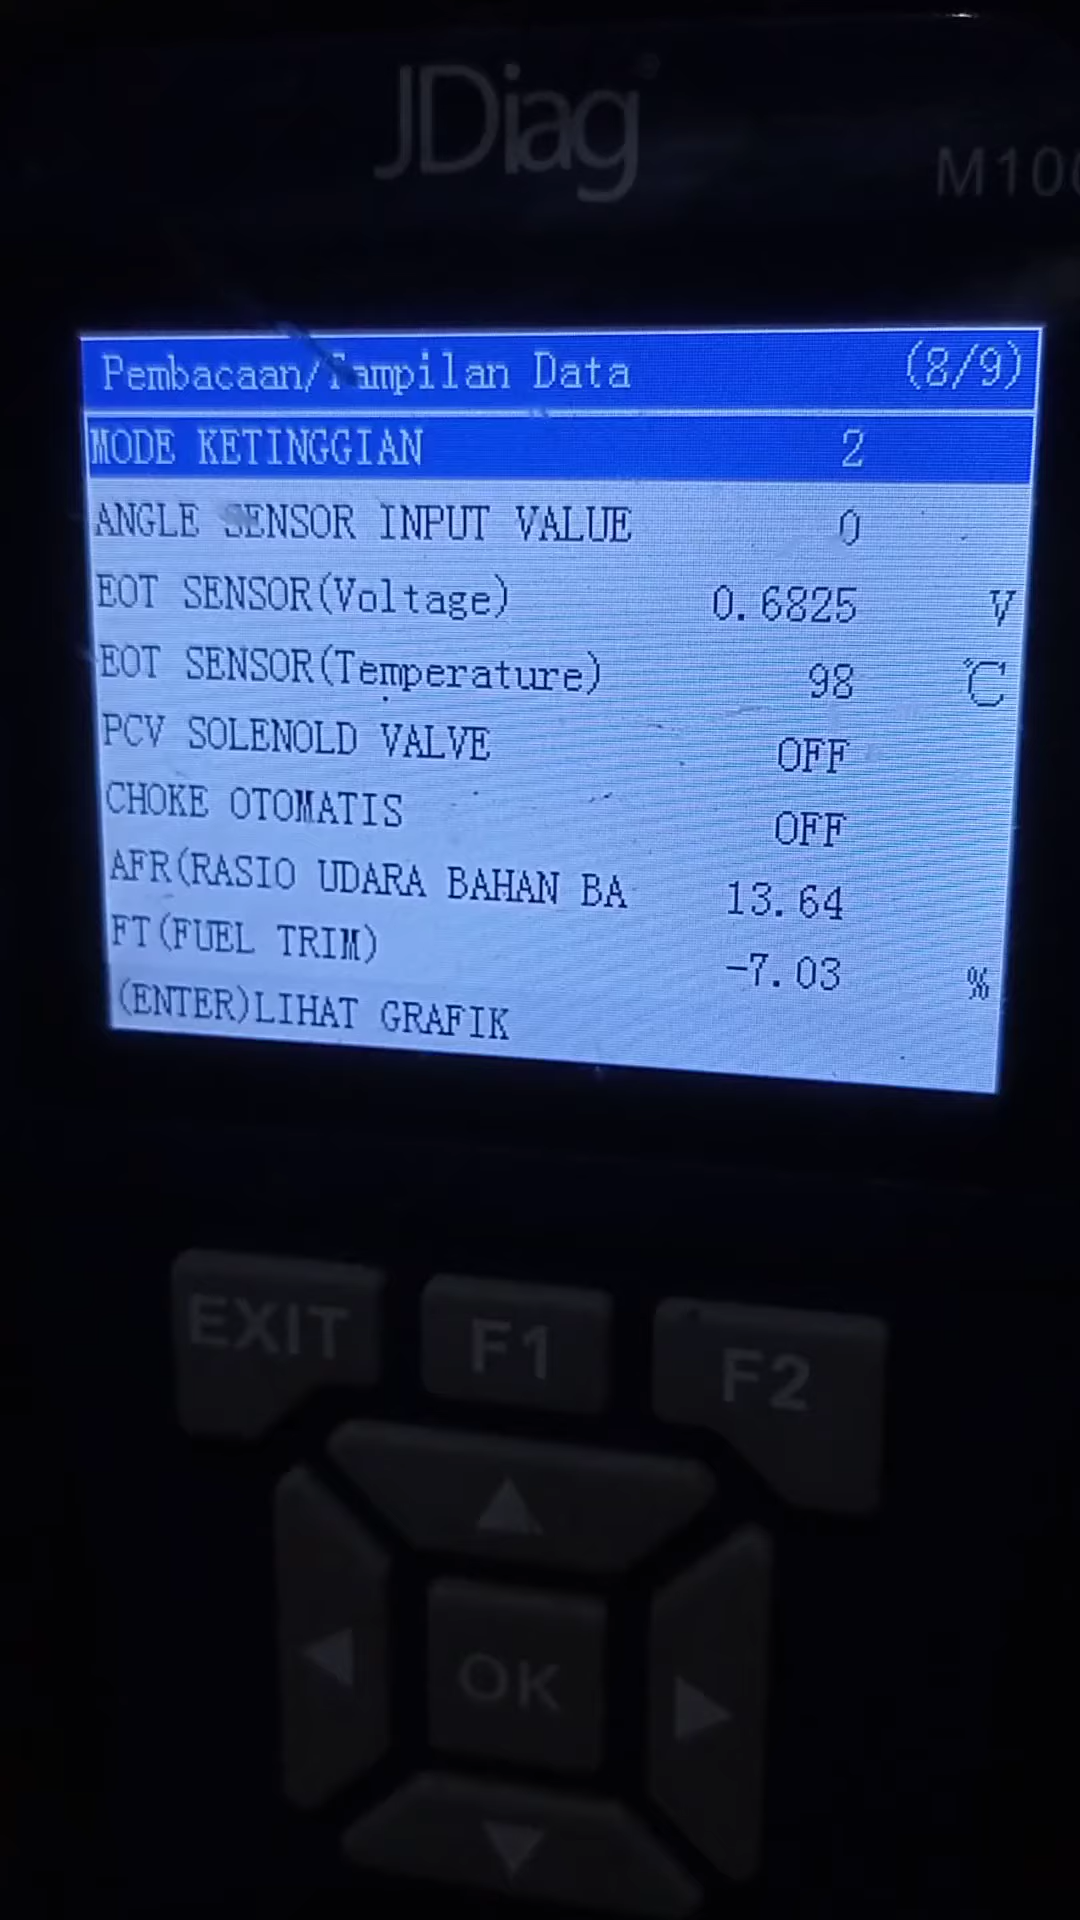 JDiag
M100
Pembacaan/Tampilan Data (8/9)
MODE KETINGGIAN 2
ANGLE SENSOR INPUT VALUE 0
EOT SENSOR(Voltage) 0.6825 V
EOT SENSOR(Temperature) 98 ℃
PCV SOLENOLD VALVE OFF
CHOKE OTOMATIS OFF
AFR(RASIO UDARA BAHAN BA 13.64
FT(FUEL TRIM) -7.03 %
(ENTER)LIHAT GRAFIK
EXIT F1 F2
OK